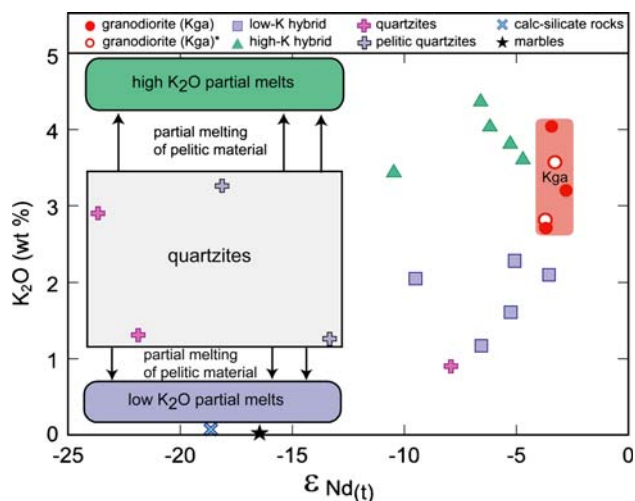 granodiorite (Kga) low-K hybrid quartzites calc-silicate rocks
granodiorite (Kga)* high-K hybrid pelitic quartzites marbles
5
high K2O partial melts
4
partial melting
of pelitic material
Kga
3
K2O (wt %)
quartzites
2
1
partial melting
of pelitic material
low K2O partial melts
0
-25 -20 -15 -10 -5 0
ε Nd(t)